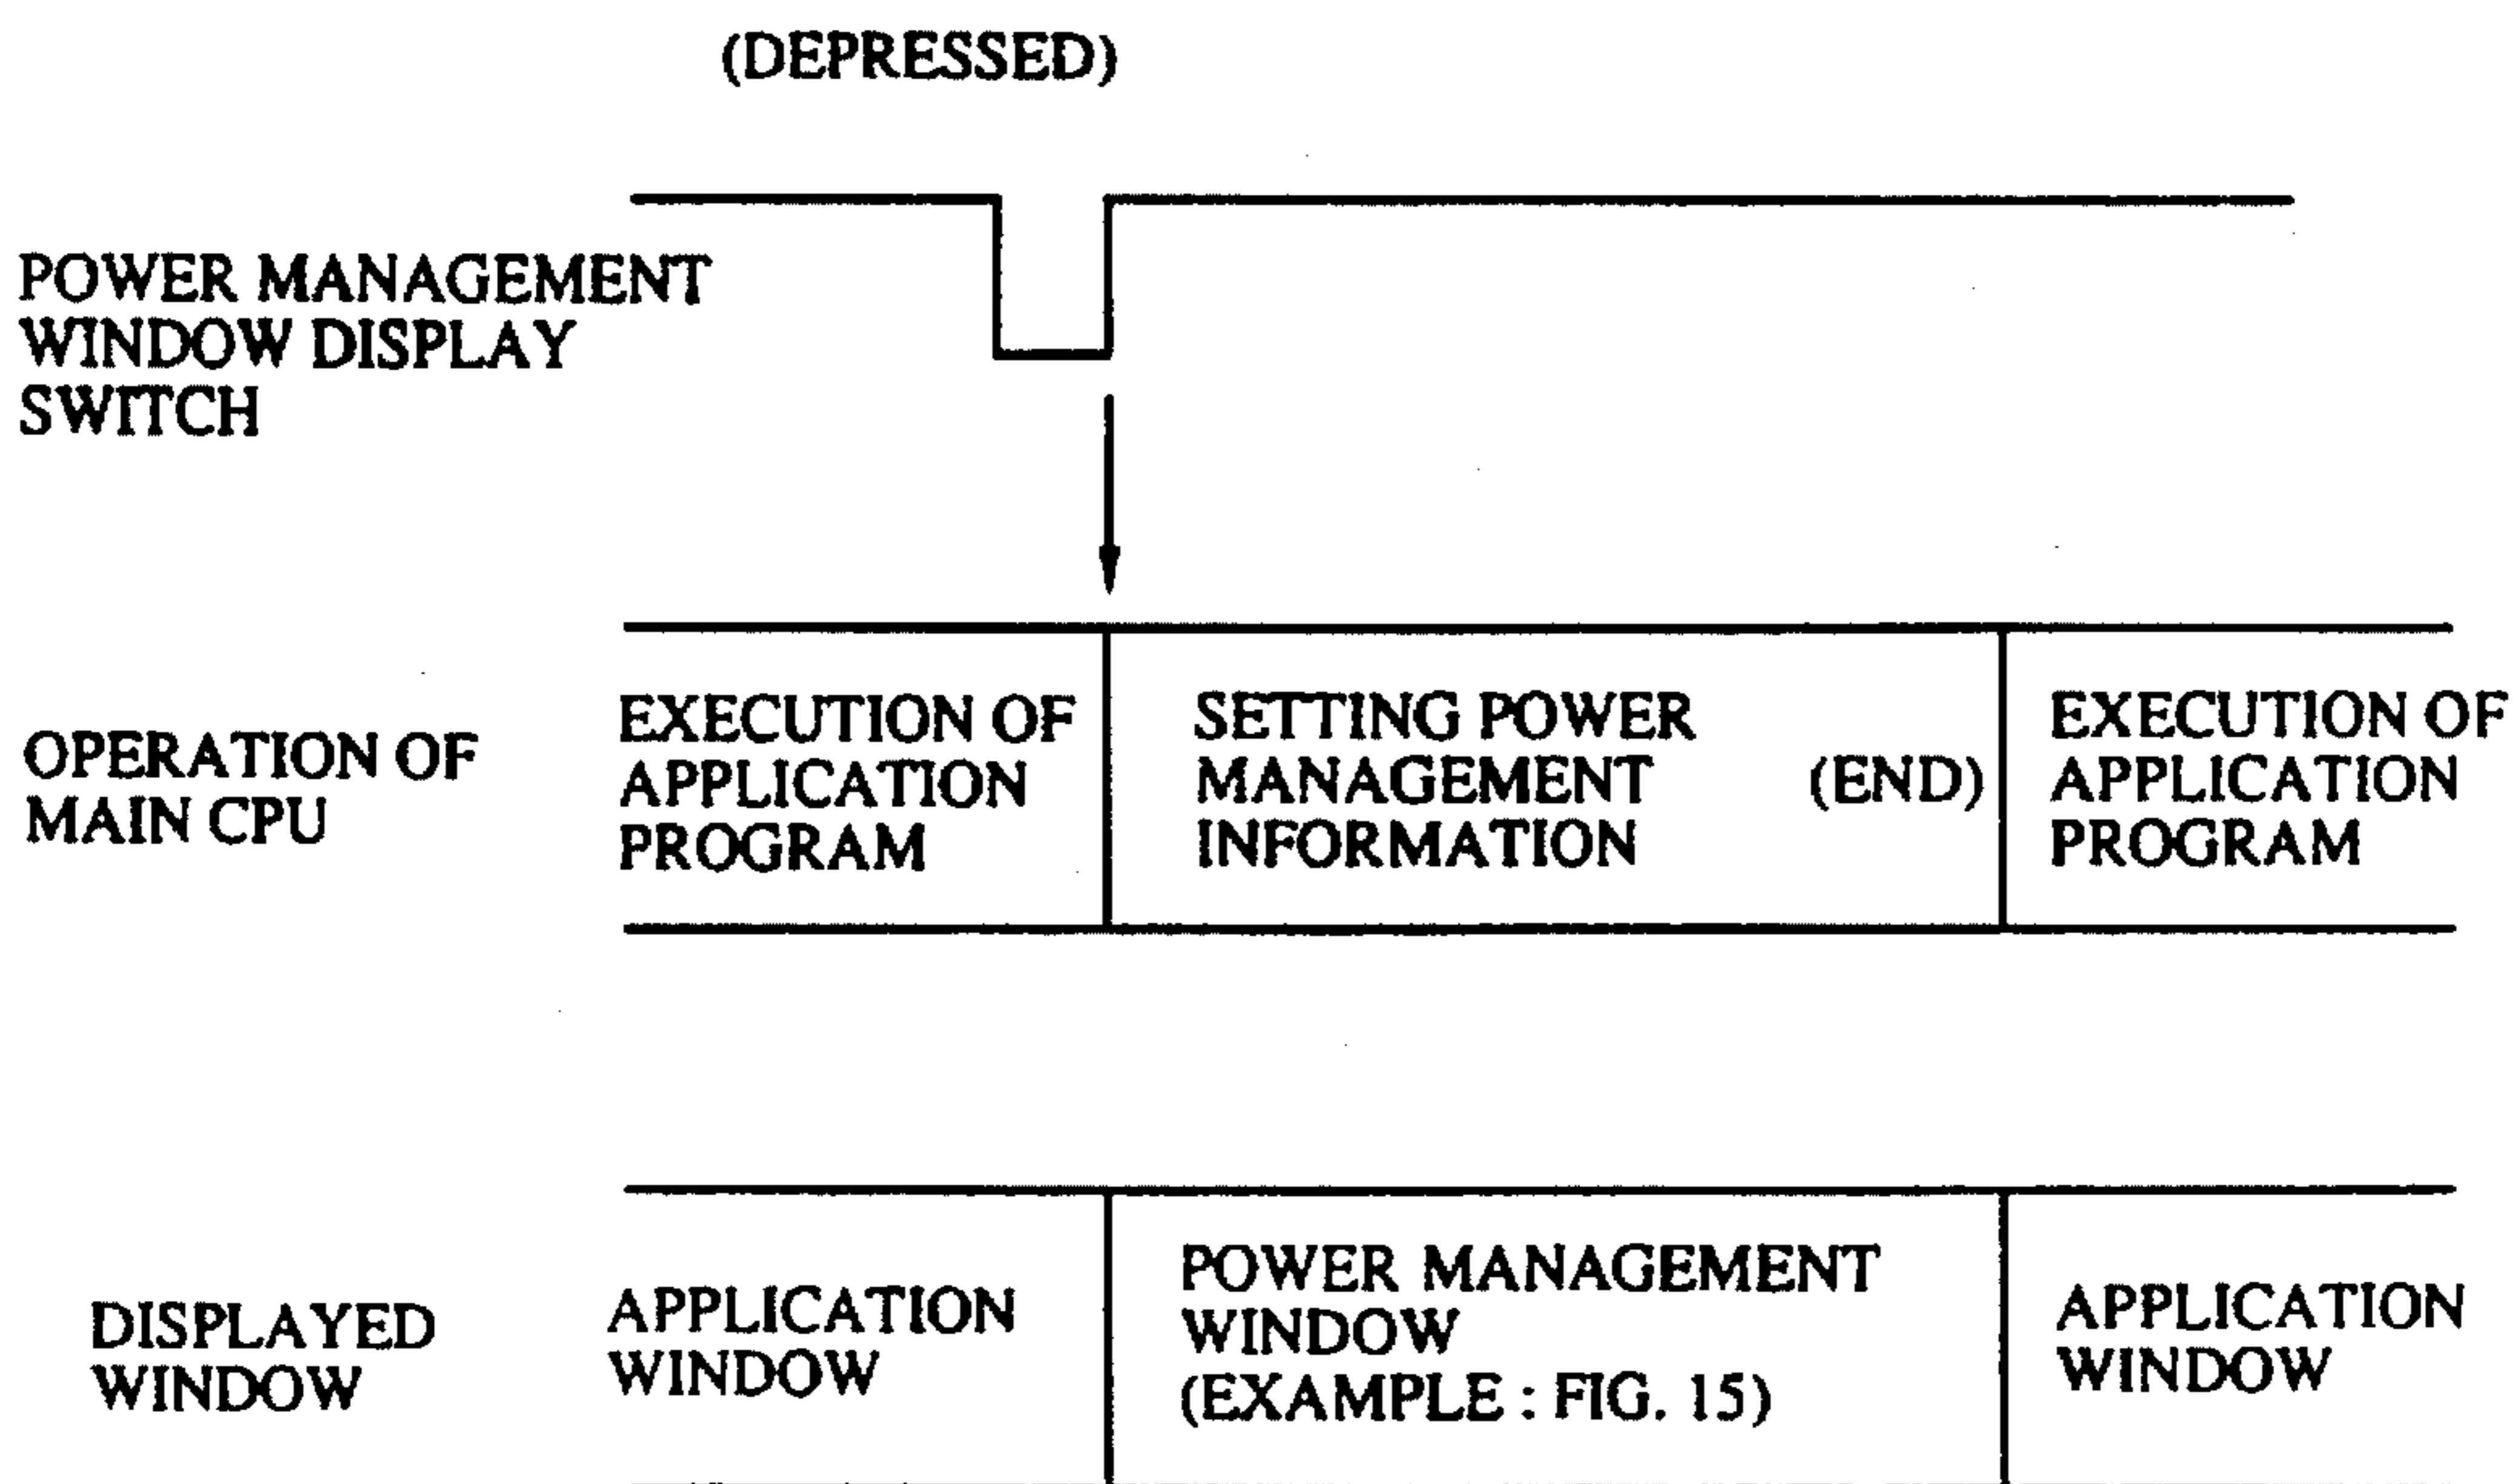 (DEPRESSED)
POWER MANAGEMENT
WINDOW DISPLAY
SWITCH
OPERATION OF
MAIN CPU
EXECUTION OF
APPLICATION
PROGRAM
SETTING POWER
MANAGEMENT
INFORMATION
(END)
EXECUTION OF
APPLICATION
PROGRAM
DISPLAYED
WINDOW
APPLICATION
WINDOW
POWER MANAGEMENT
WINDOW
(EXAMPLE : FIG. 15)
APPLICATION
WINDOW